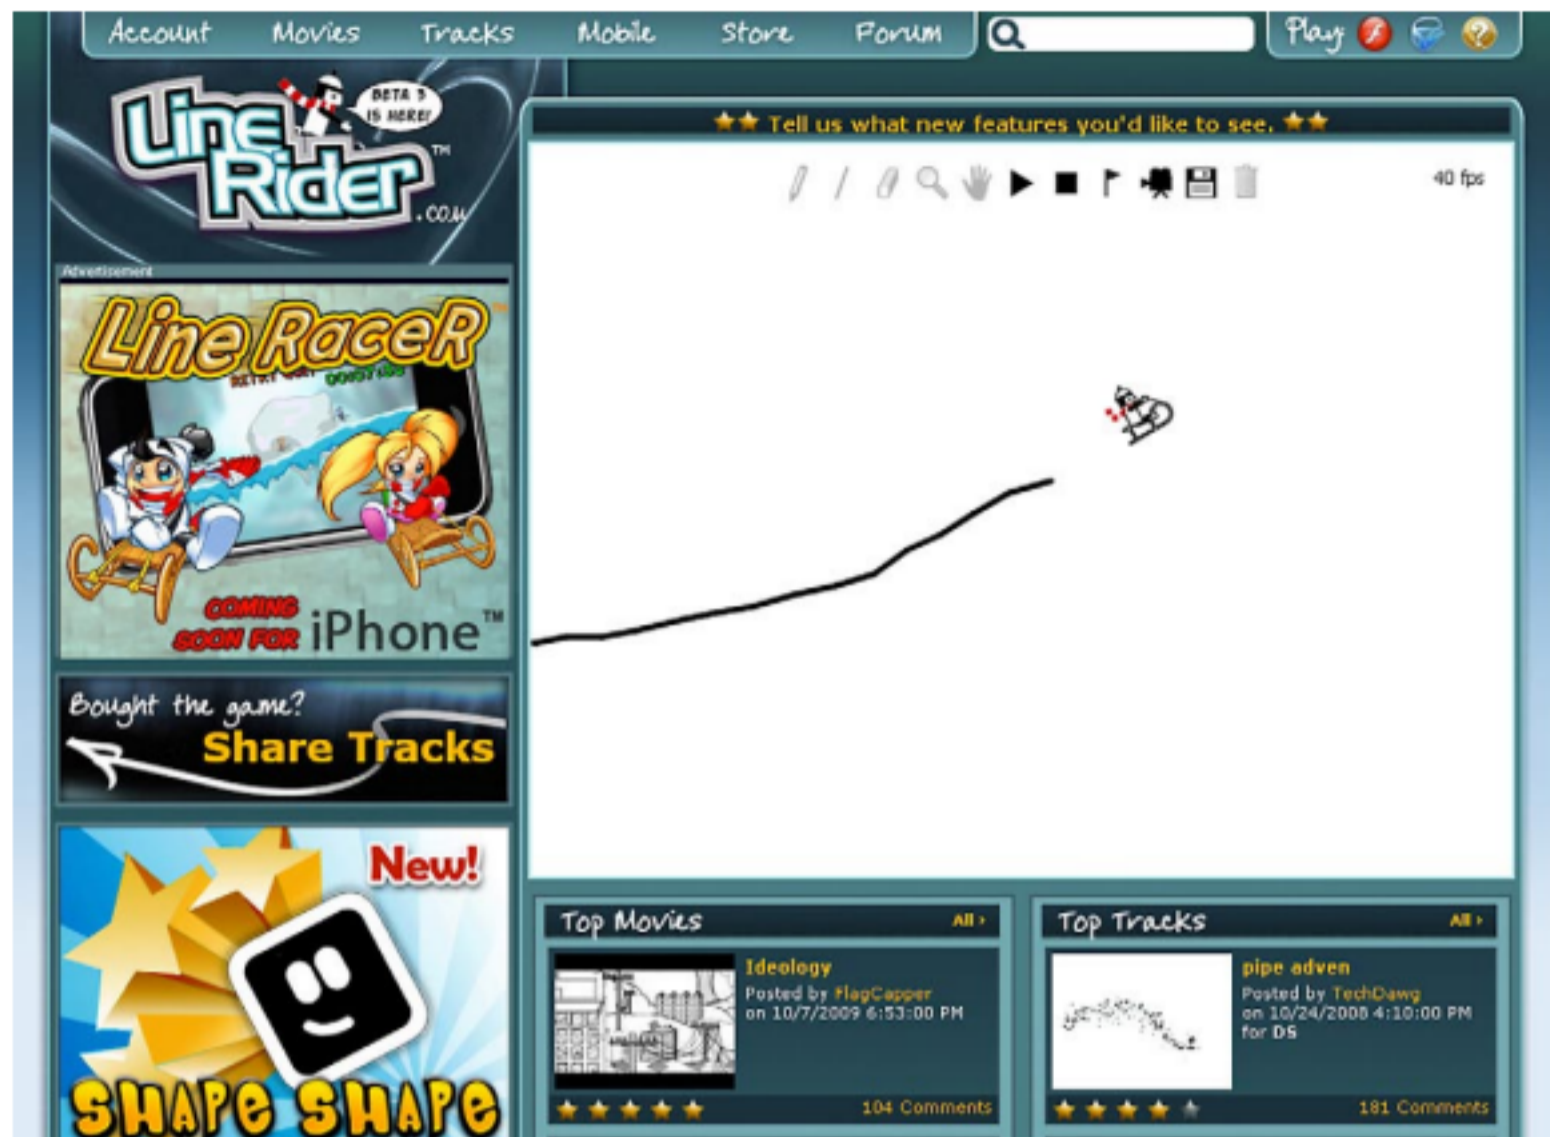 Account Movies Tracks Mobile Store Forum Play
BETA 3
IS HERE!
Line
Rider™
.com
★★ Tell us what new features you'd like to see. ★★
40 fps
Advertisement
Line Racer™
COMING
SOON FOR iPhone™
Bought the game?
Share Tracks
New!
SHAPE SHAPE
Top Movies All ›
Ideology
Posted by FlagCapper
on 10/7/2009 6:53:00 PM
104 Comments
Top Tracks All ›
pipe adven
Posted by TechDawg
on 10/24/2008 4:10:00 PM
for DS
181 Comments